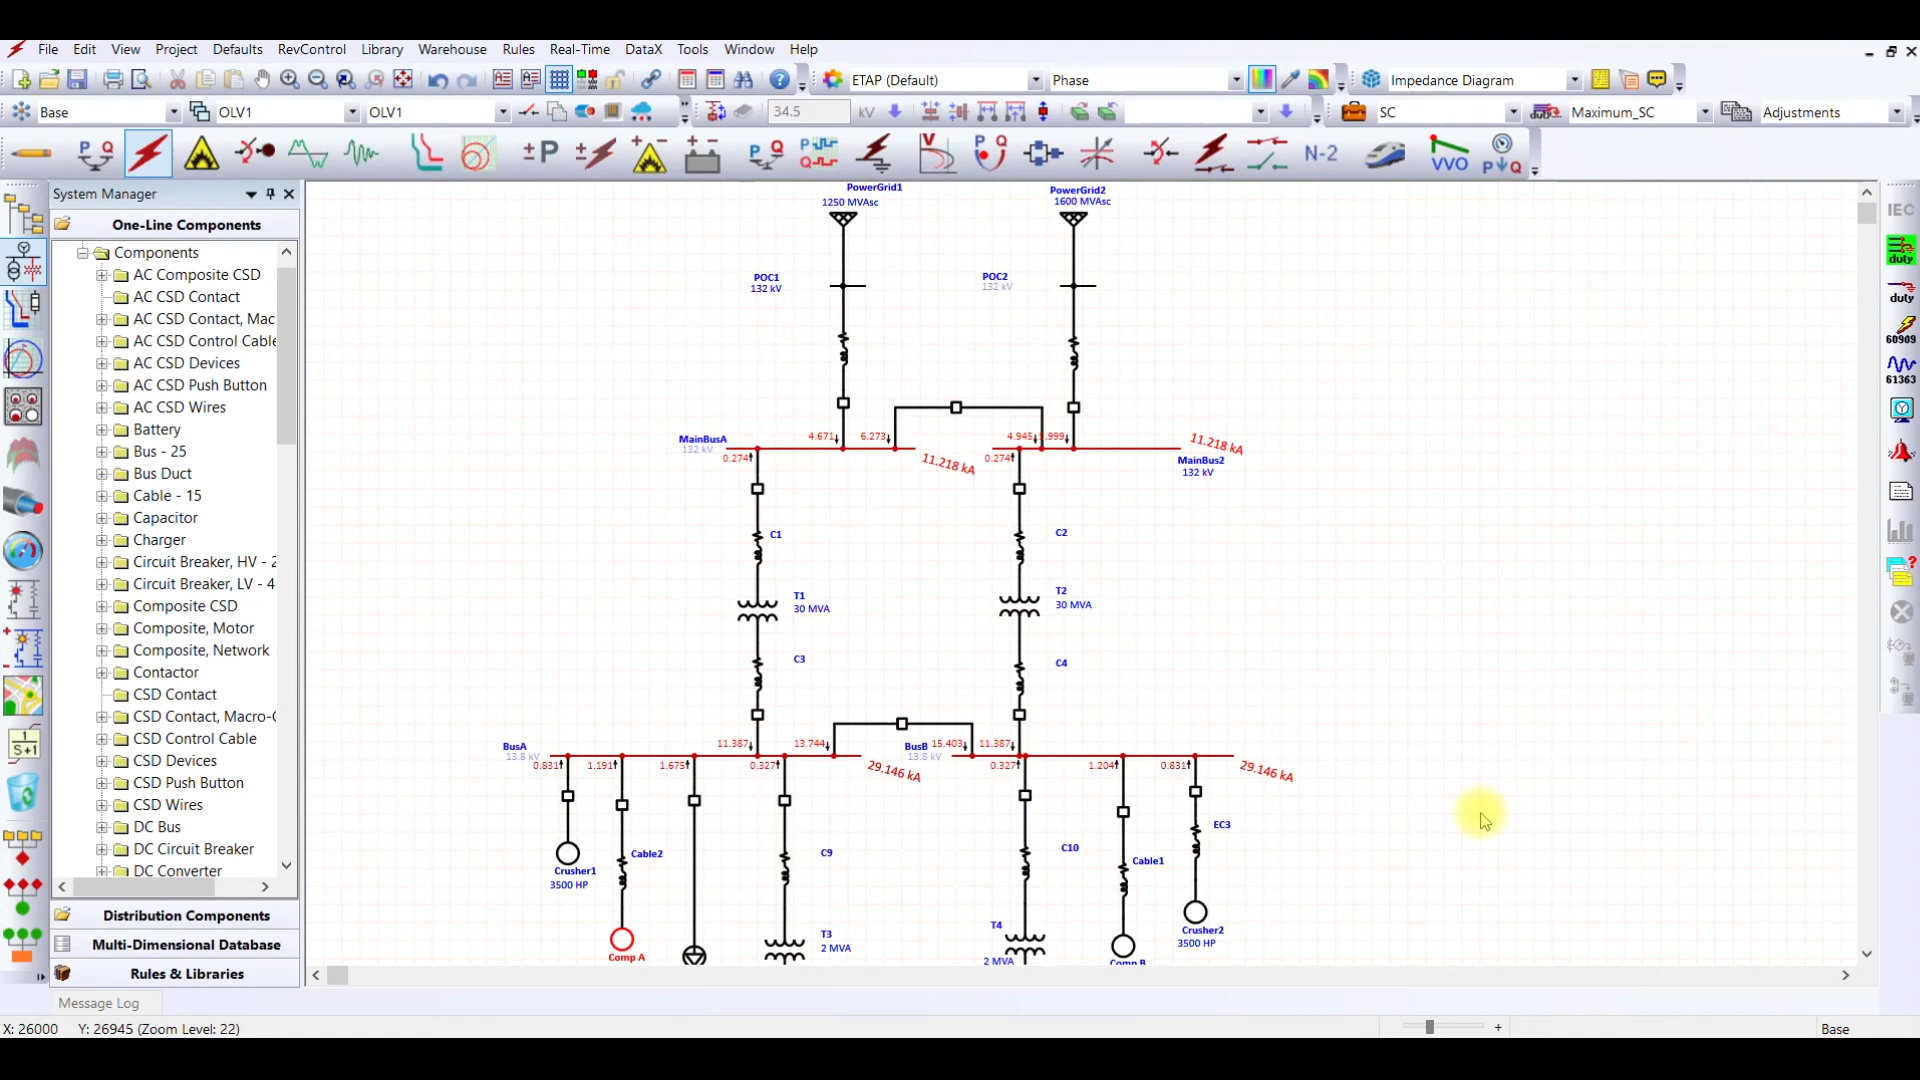 File Edit View Project Defaults RevControl Library Warehouse Rules Real-Time DataX Tools Window Help
ETAP (Default) Phase Impedance Diagram
Base OLV1 OLV1 34.5 kV SC Maximum_SC Adjustments
N-2 VVO
System Manager
One-Line Components
Components
AC Composite CSD
AC CSD Contact
AC CSD Contact, Mac
AC CSD Control Cable
AC CSD Devices
AC CSD Push Button
AC CSD Wires
Battery
Bus - 25
Bus Duct
Cable - 15
Capacitor
Charger
Circuit Breaker, HV - 2
Circuit Breaker, LV - 4
Composite CSD
Composite, Motor
Composite, Network
Contactor
CSD Contact
CSD Contact, Macro-C
CSD Control Cable
CSD Devices
CSD Push Button
CSD Wires
DC Bus
DC Circuit Breaker
DC Converter
Distribution Components
Multi-Dimensional Database
Rules & Libraries
PowerGrid1
1250 MVAsc
PowerGrid2
1600 MVAsc
POC1
132 kV
POC2
132 kV
MainBusA
132 kV
4.671 6.273
0.274
11.218 kA
4.945 .999
0.274
11.218 kA
MainBus2
132 kV
C1
C2
T1
30 MVA
T2
30 MVA
C3
C4
BusA
13.8 kV
11.387 13.744
0.831 1.191 1.675 0.327
29.146 kA
BusB
13.8 kV
15.403 11.387
0.327 1.204 0.831
29.146 kA
Crusher1
3500 HP
Cable2
Comp A
C9
T3
2 MVA
C10
T4
2 MVA
Cable1
Comp B
EC3
Crusher2
3500 HP
IEC
duty
duty
60909
61363
Message Log
X: 26000 Y: 26945 (Zoom Level: 22)
Base